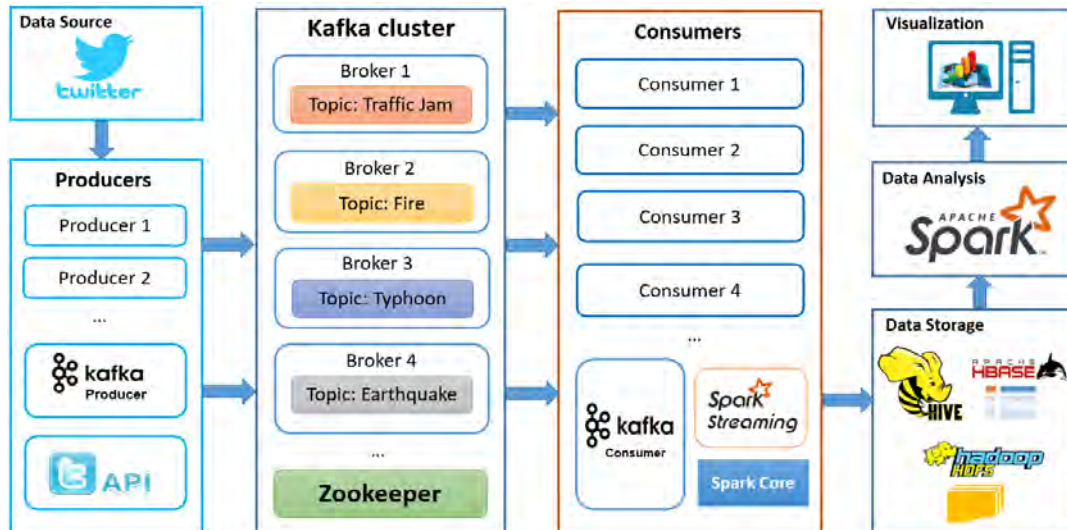 Data Source
twitter
Producers
Producer 1
Producer 2
...
kafka
Producer
API
Kafka cluster
Broker 1
Topic: Traffic Jam
Broker 2
Topic: Fire
Broker 3
Topic: Typhoon
Broker 4
Topic: Earthquake
...
Zookeeper
Consumers
Consumer 1
Consumer 2
Consumer 3
Consumer 4
...
kafka
Consumer
Spark
Streaming
Spark Core
Visualization
Data Analysis
APACHE
Spark
Data Storage
HIVE
APACHE
HBASE
hadoop
HDFS